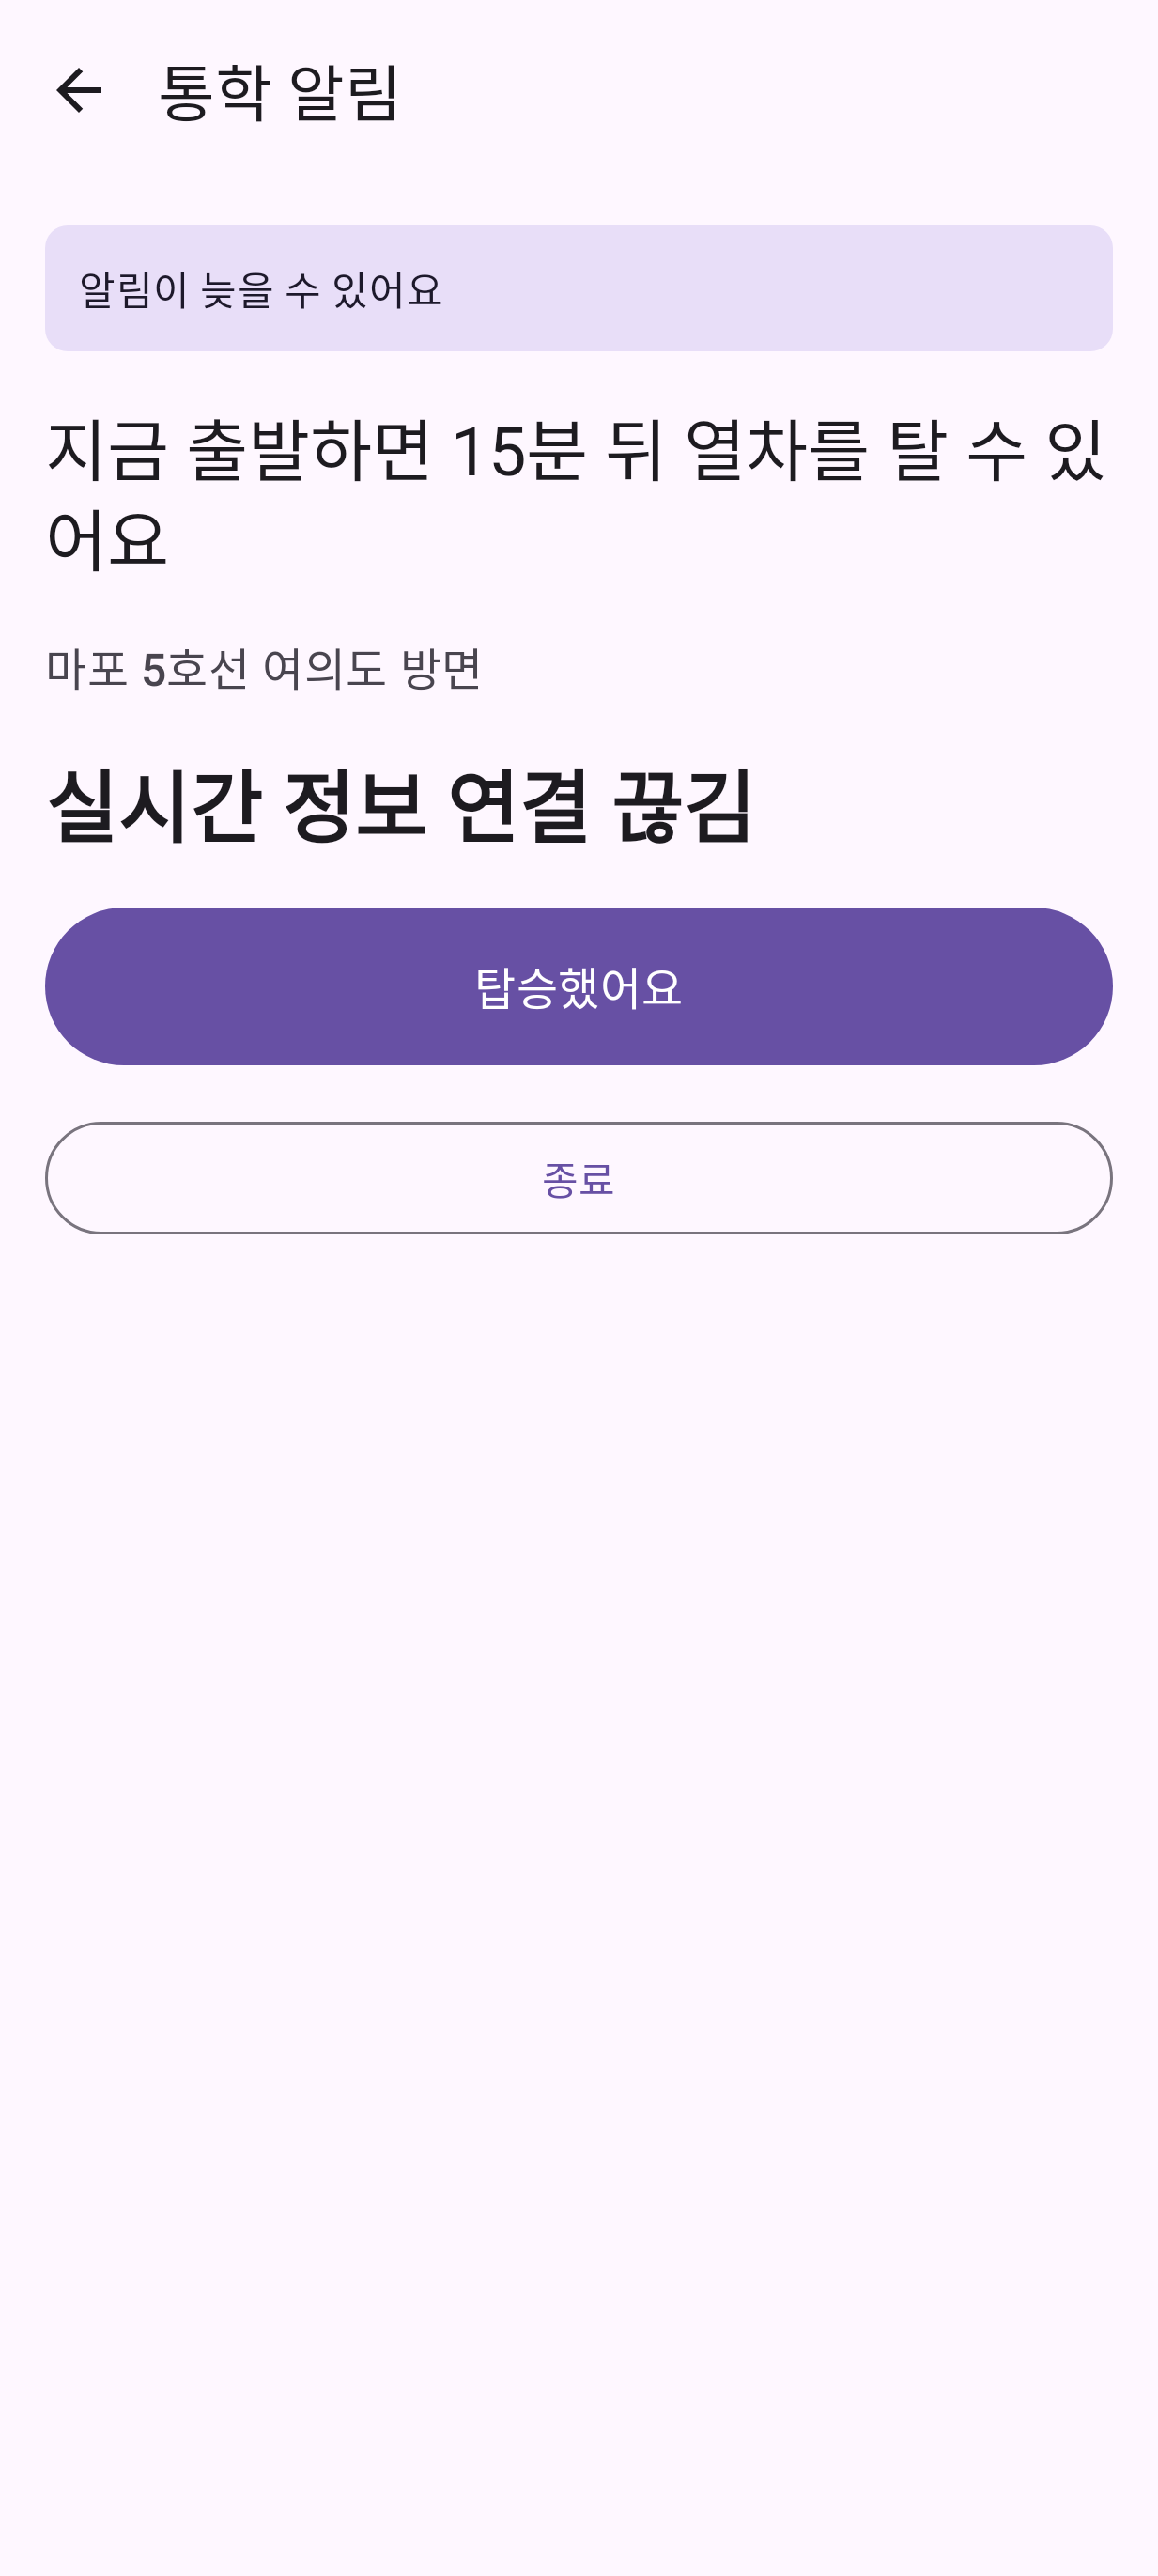 통학 알림
알림이 늦을 수 있어요
지금 출발하면 15분 뒤 열차를 탈 수 있
어요
마포 5호선 여의도 방면
실시간 정보 연결 끊김
탑승했어요
종료